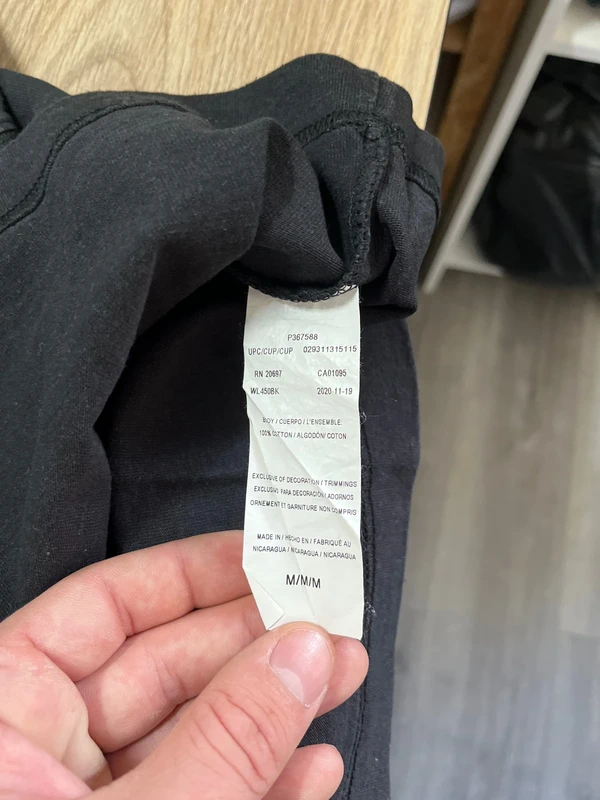 P367588
UPC/CUP/CUP 029311315115
RN 20697 CA01095
WL450BK 2020-11-19
BODY / CUERPO / L'ENSEMBLE:
100% COTTON / ALGODÓN/ COTON
EXCLUSIVE OF DECORATION / TRIMMINGS
EXCLUSIVO PARA DECORACIÓN / ADORNOS
ORNEMENT ET GARNITURE NON COMPRIS
MADE IN / HECHO EN / FABRIQUÉ AU
NICARAGUA / NICARAGUA / NICARAGUA
M/M/M